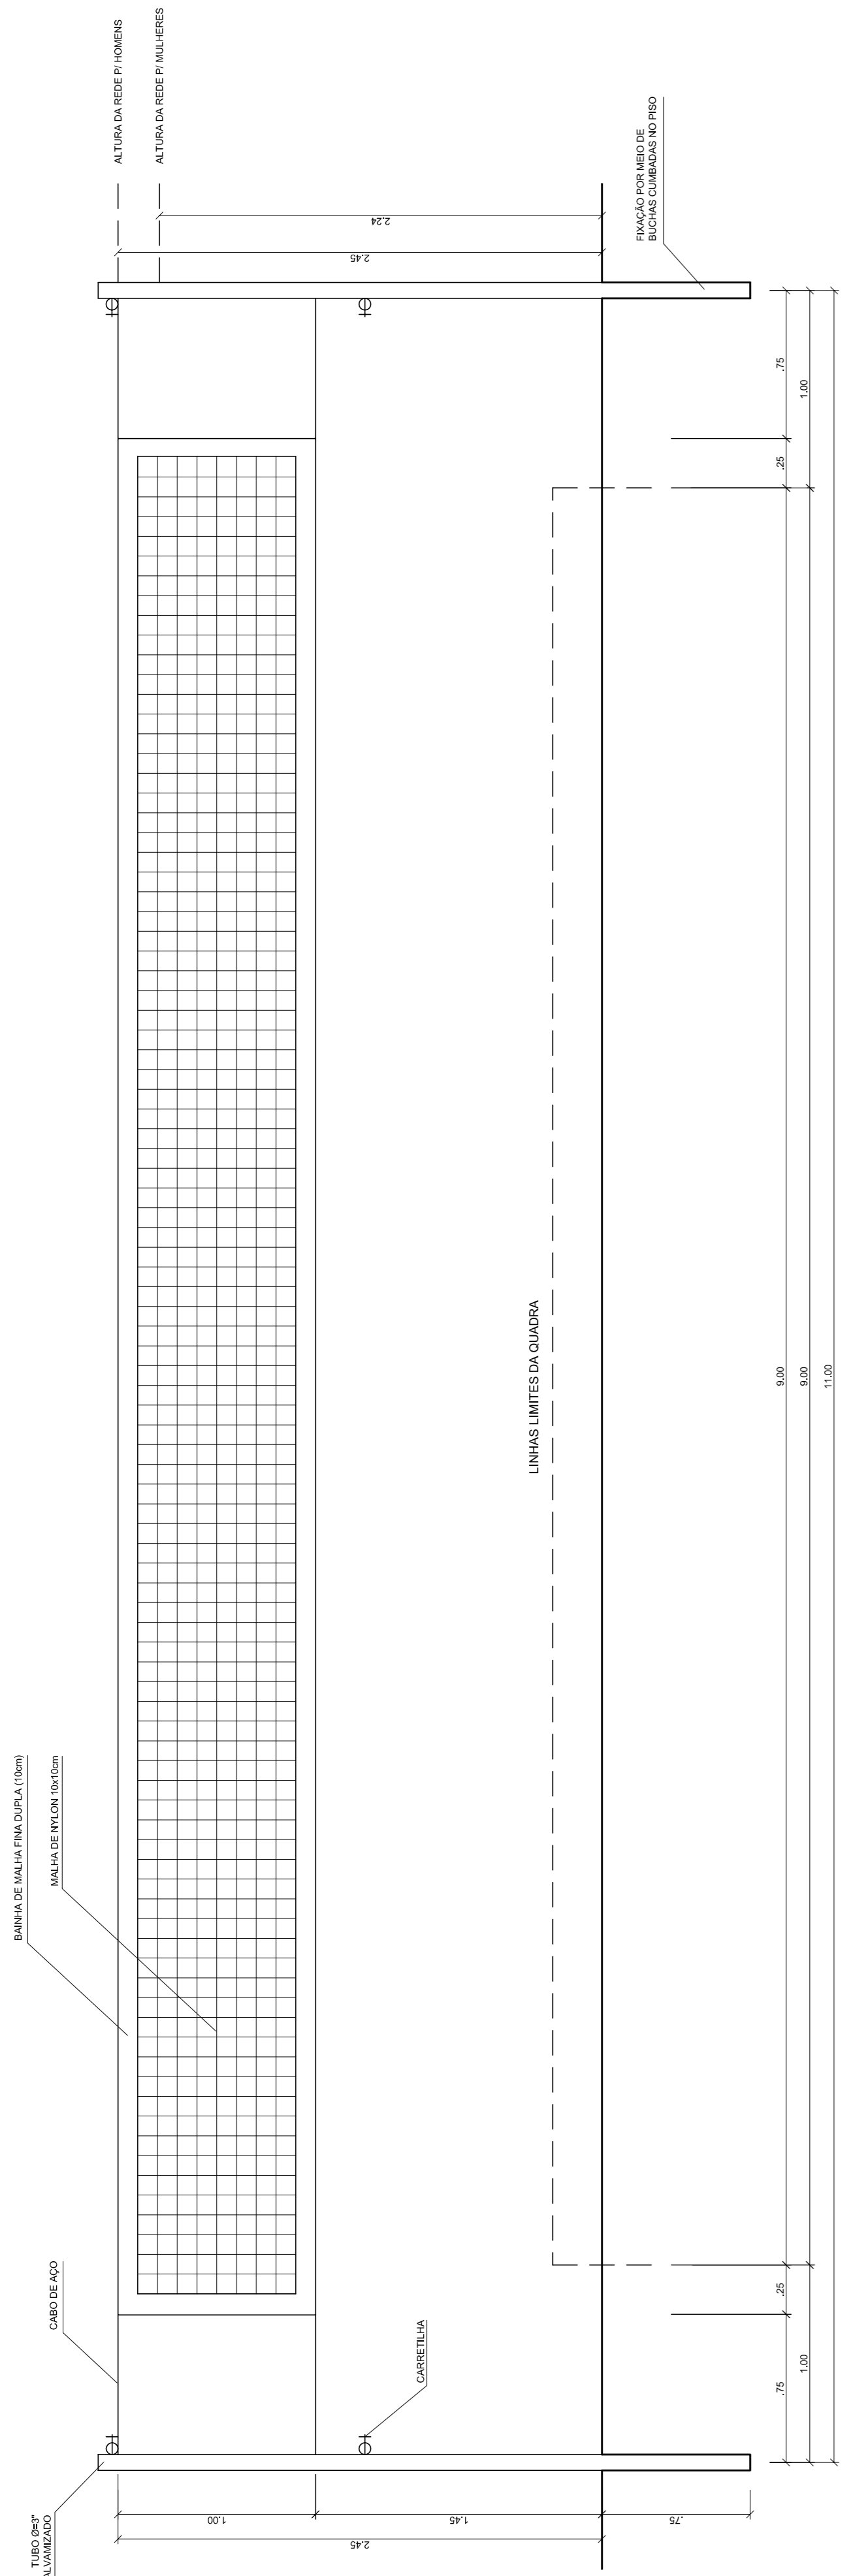 ALTURA DA REDE P/ HOMENS
ALTURA DA REDE P/ MULHERES
FIXAÇÃO POR MEIO DE
BUCHAS CUMBADAS NO PISO
2.24
2.45
.75
1.00
.25
LINHAS LIMITES DA QUADRA
9.00
9.00
11.00
BAINHA DE MALHA FINA DUPLA (10cm)
MALHA DE NYLON 10x10cm
CABO DE AÇO
CARRETILHA
.25
.75
1.00
TUBO Ø=3"
ALVAMIZADO
1.00
1.45
.75
2.45